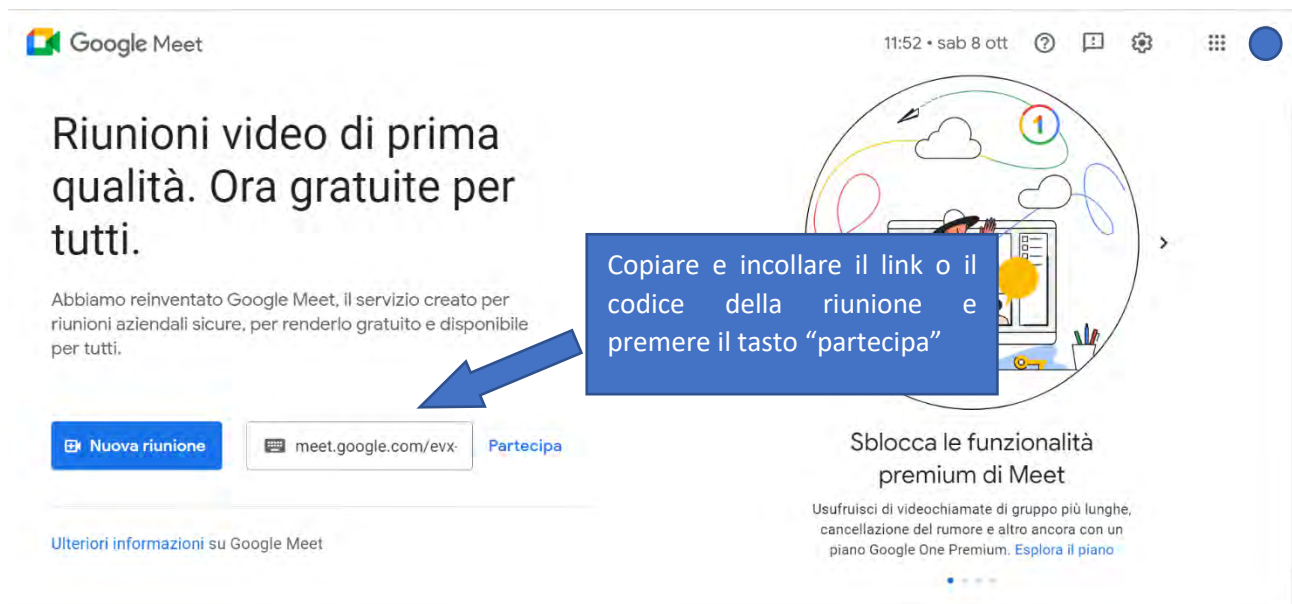 Google Meet
11:52 • sab 8 ott
Riunioni video di prima
qualità. Ora gratuite per
tutti.
Abbiamo reinventato Google Meet, il servizio creato per
riunioni aziendali sicure, per renderlo gratuito e disponibile
per tutti.
Nuova riunione
meet.google.com/evx-
Partecipa
Ulteriori informazioni su Google Meet
1
Copiare e incollare il link o il
codice della riunione e
premere il tasto “partecipa”
Sblocca le funzionalità
premium di Meet
Usufruisci di videochiamate di gruppo più lunghe,
cancellazione del rumore e altro ancora con un
piano Google One Premium. Esplora il piano